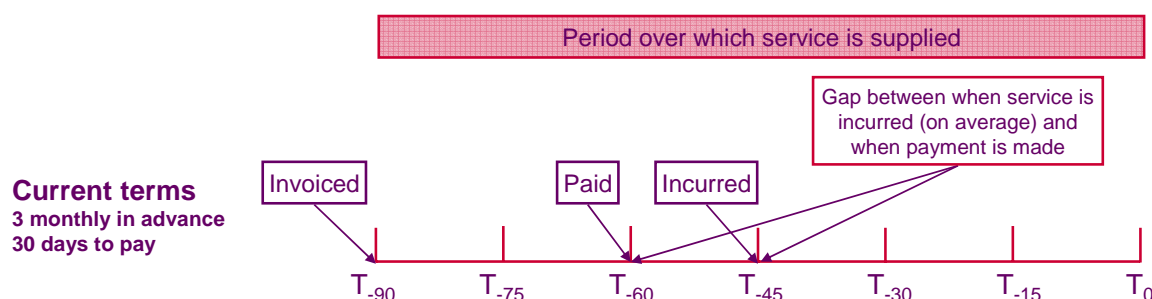 Period over which service is supplied
Gap between when service is
incurred (on average) and
when payment is made
Invoiced
Paid
Incurred
Current terms
3 monthly in advance
30 days to pay
T-90
T-75
T-60
T-45
T-30
T-15
T0